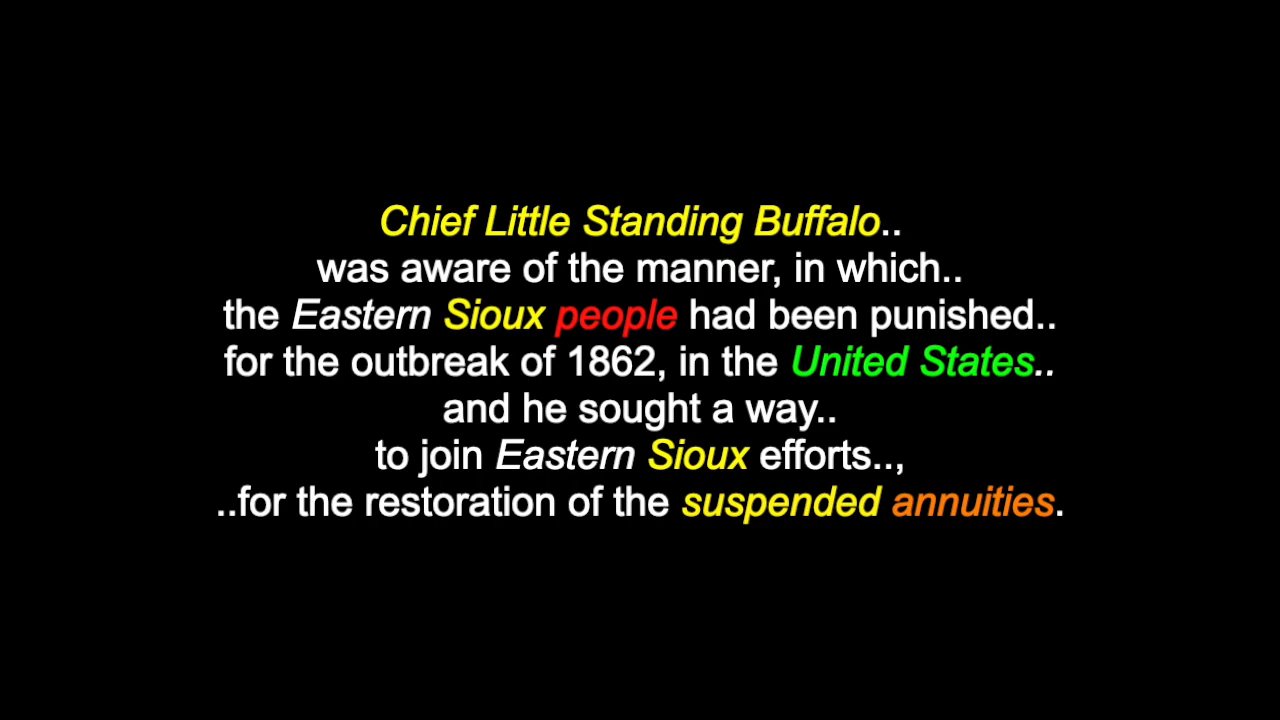 Chief Little Standing Buffalo..
was aware of the manner, in which..
the Eastern Sioux people had been punished..
for the outbreak of 1862, in the United States..
and he sought a way..
to join Eastern Sioux efforts..,
..for the restoration of the suspended annuities.